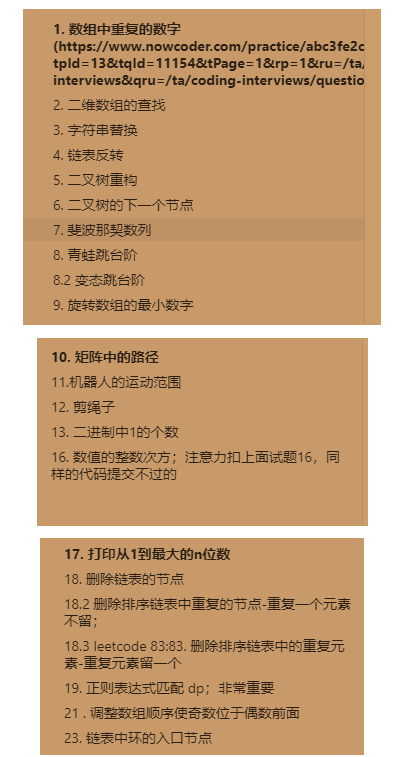 1. 数组中重复的数字
(https://www.nowcoder.com/practice/abc3fe2c
tpId=13&tqId=11154&tPage=1&rp=1&ru=/ta/
interviews&qru=/ta/coding-interviews/questio
2. 二维数组的查找
3. 字符串替换
4. 链表反转
5. 二叉树重构
6. 二叉树的下一个节点
7. 斐波那契数列
8. 青蛙跳台阶
8.2 变态跳台阶
9. 旋转数组的最小数字
10. 矩阵中的路径
11.机器人的运动范围
12. 剪绳子
13. 二进制中1的个数
16. 数值的整数次方；注意力扣上面试题16，同
样的代码提交不过的
17. 打印从1到最大的n位数
18. 删除链表的节点
18.2 删除排序链表中重复的节点-重复一个元素
不留；
18.3 leetcode 83:83. 删除排序链表中的重复元
素-重复元素留一个
19. 正则表达式匹配 dp；非常重要
21 . 调整数组顺序使奇数位于偶数前面
23. 链表中环的入口节点